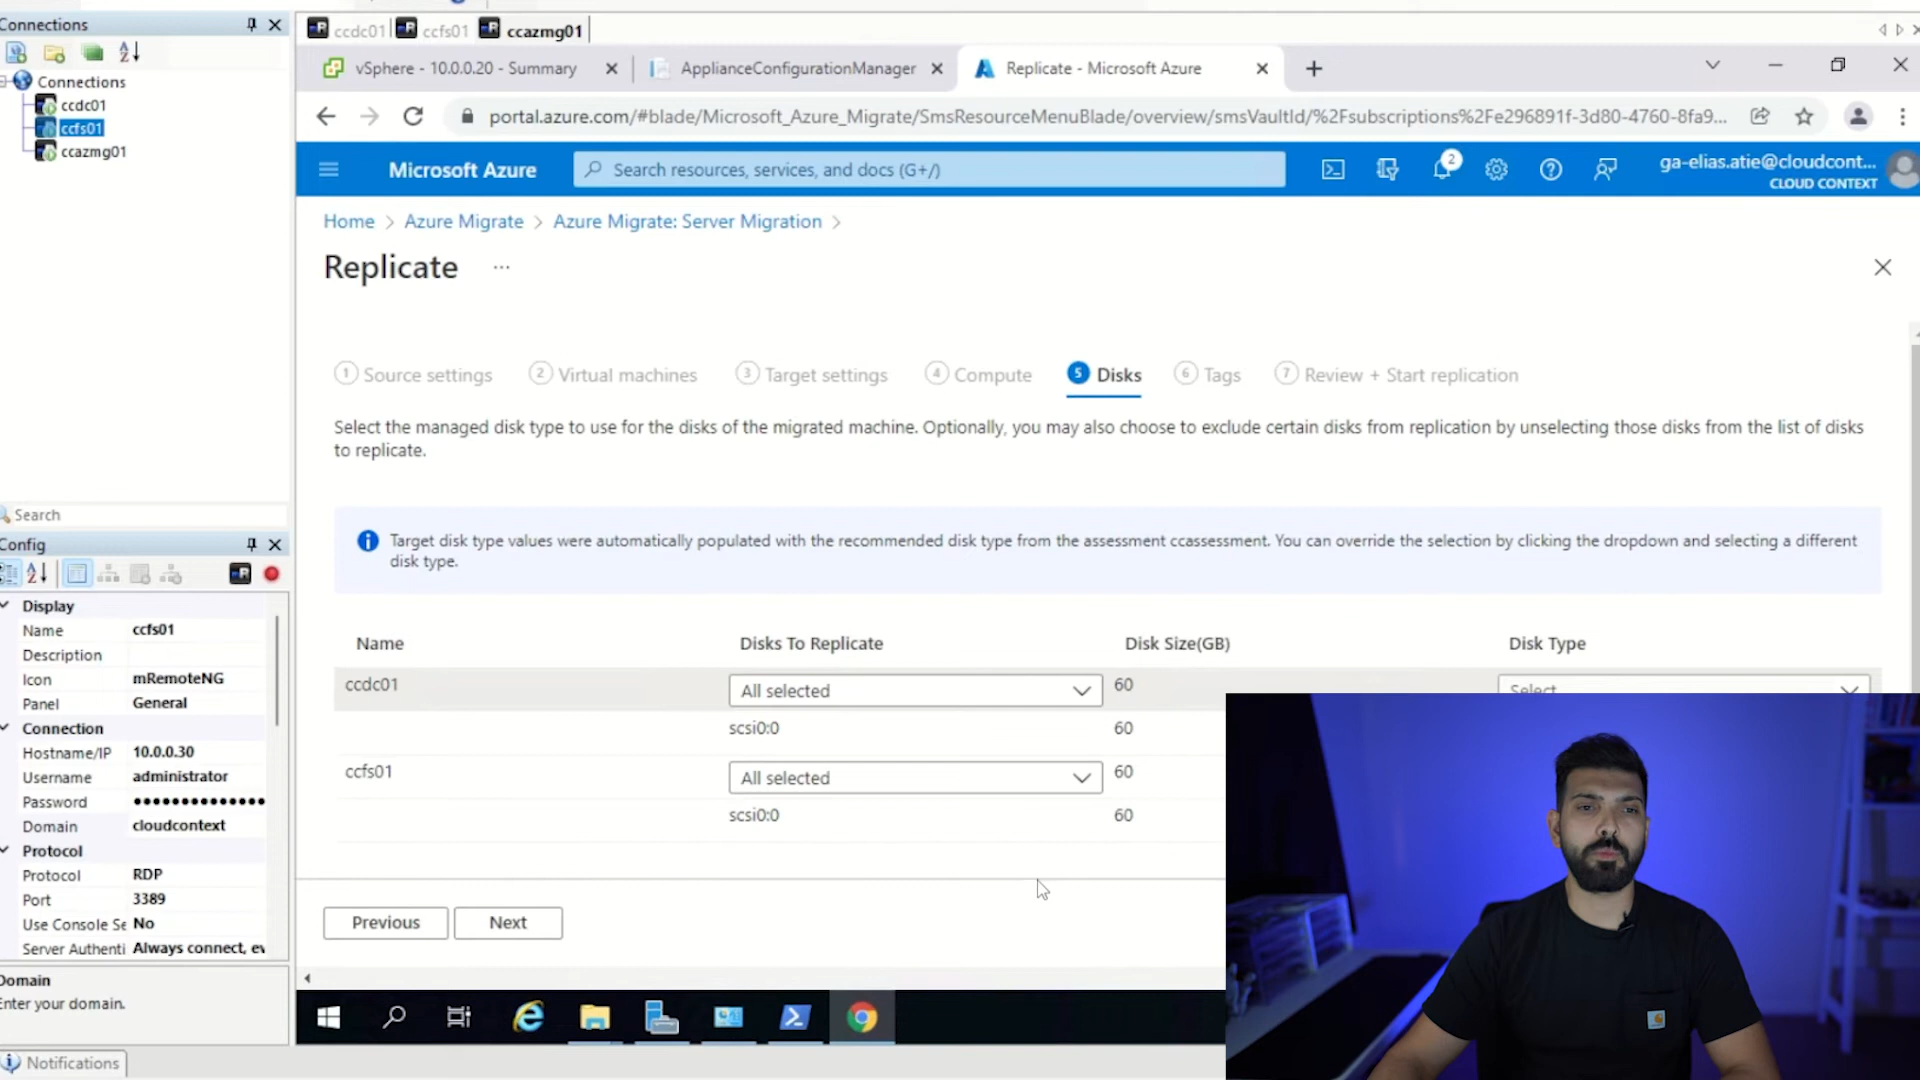 Connections
ccdc01
ccfs01
ccazmg01
Connections
ccdc01
ccfs01
ccazmg01
vSphere - 10.0.0.20 - Summary
ApplianceConfigurationManager
Replicate - Microsoft Azure
portal.azure.com/#blade/Microsoft_Azure_Migrate/SmsResourceMenuBlade/overview/smsVaultId/%2Fsubscriptions%2Fe296891f-3d80-4760-8fa9...
Microsoft Azure
Search resources, services, and docs (G+/)
2
ga-elias.atie@cloudcont...
CLOUD CONTEXT
Home > Azure Migrate > Azure Migrate: Server Migration >
Replicate ...
1 Source settings
2 Virtual machines
3 Target settings
4 Compute
5 Disks
6 Tags
7 Review + Start replication
Select the managed disk type to use for the disks of the migrated machine. Optionally, you may also choose to exclude certain disks from replication by unselecting those disks from the list of disks
to replicate.
Target disk type values were automatically populated with the recommended disk type from the assessment ccassessment. You can override the selection by clicking the dropdown and selecting a different
disk type.
Name Disks To Replicate Disk Size(GB) Disk Type
ccdc01 All selected 60 Select
scsi0:0 60
ccfs01 All selected 60
scsi0:0 60
Previous
Next
Search
Config
Display
Name ccfs01
Description
Icon mRemoteNG
Panel General
Connection
Hostname/IP 10.0.0.30
Username administrator
Password ••••••••••••••
Domain cloudcontext
Protocol
Protocol RDP
Port 3389
Use Console Se No
Server Authenti Always connect, ev
Domain
Enter your domain.
Notifications